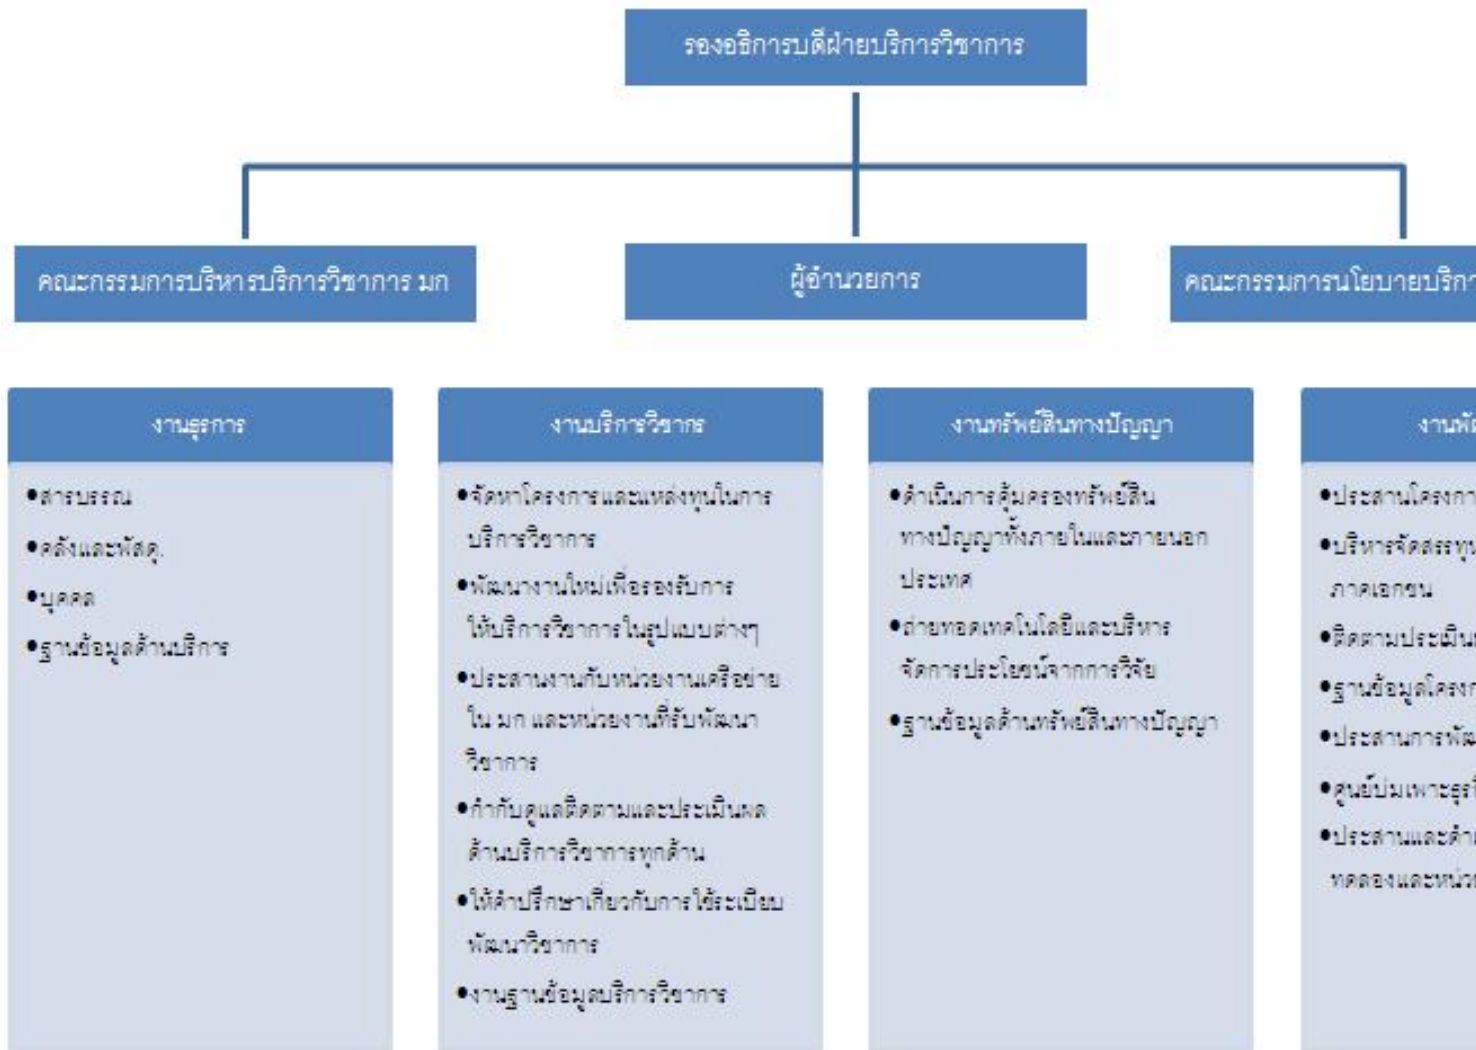 รองอธิการบดีฝ่ายบริการวิชาการ
คณะกรรมการบริหารบริการวิชาการ มก
ผู้อำนวยการ
คณะกรรมการนโยบายบริกา
งานธุรการ
•สารบรรณ
•คลังและพัสดุ.
•บุคคล
•ฐานข้อมูลด้านบริการ
งานบริการวิชาการ
•จัดหาโครงการและแหล่งทุนในการ
บริการวิชาการ
•พัฒนางานใหม่เพื่อรองรับการ
ให้บริการวิชาการในรูปแบบต่างๆ
•ประสานงานกับหน่วยงานเครือข่าย
ใน มก และหน่วยงานที่รับพัฒนา
วิชาการ
•กำกับดูแลติดตามและประเมินผล
ด้านบริการวิชาการทุกด้าน
•ให้คำปรึกษาเกี่ยวกับการใช้ระเบียบ
พัฒนาวิชาการ
•งานฐานข้อมูลบริการวิชาการ
งานทรัพย์สินทางปัญญา
•ดำเนินการคุ้มครองทรัพย์สิน
ทางปัญญาทั้งภายในและภายนอก
ประเทศ
•ถ่ายทอดเทคโนโลยีและบริหาร
จัดการประโยชน์จากการวิจัย
•ฐานข้อมูลด้านทรัพย์สินทางปัญญา
งานพั
•ประสานโครงกา
•บริหารจัดสรรทุน
ภาคเอกชน
•ติดตามประเมิน
•ฐานข้อมูลโครงก
•ประสานการพัฒ
•ศูนย์บ่มเพาะธุรกิ
•ประสานและดำ
ทดลองและหน่ว